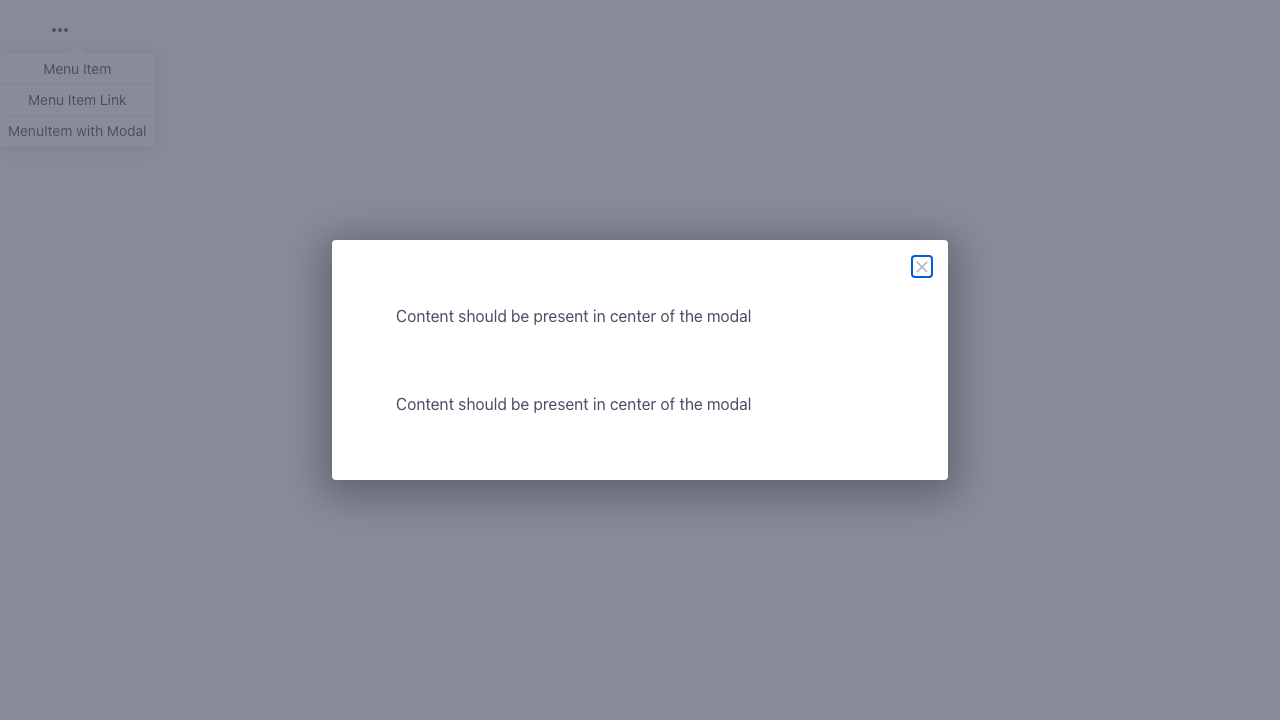 Menu Item
Menu Item Link
MenuItem with Modal
Content should be present in center of the modal
Content should be present in center of the modal